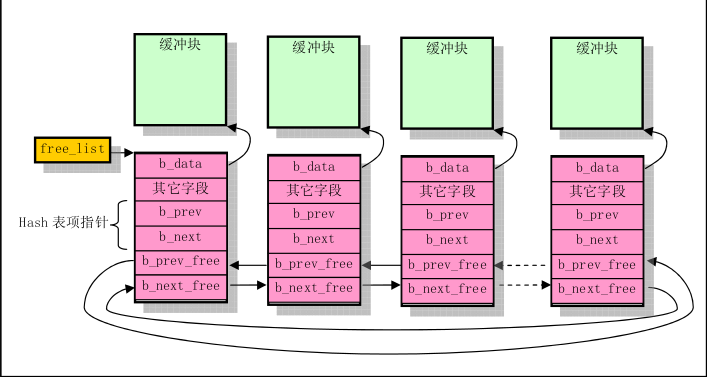 缓冲块 缓冲块 缓冲块 缓冲块
free_list
b_data b_data b_data b_data
其它字段 其它字段 其它字段 其它字段
Hash 表项指针
b_prev b_prev b_prev b_prev
b_next b_next b_next b_next
b_prev_free b_prev_free b_prev_free b_prev_free
b_next_free b_next_free b_next_free b_next_free